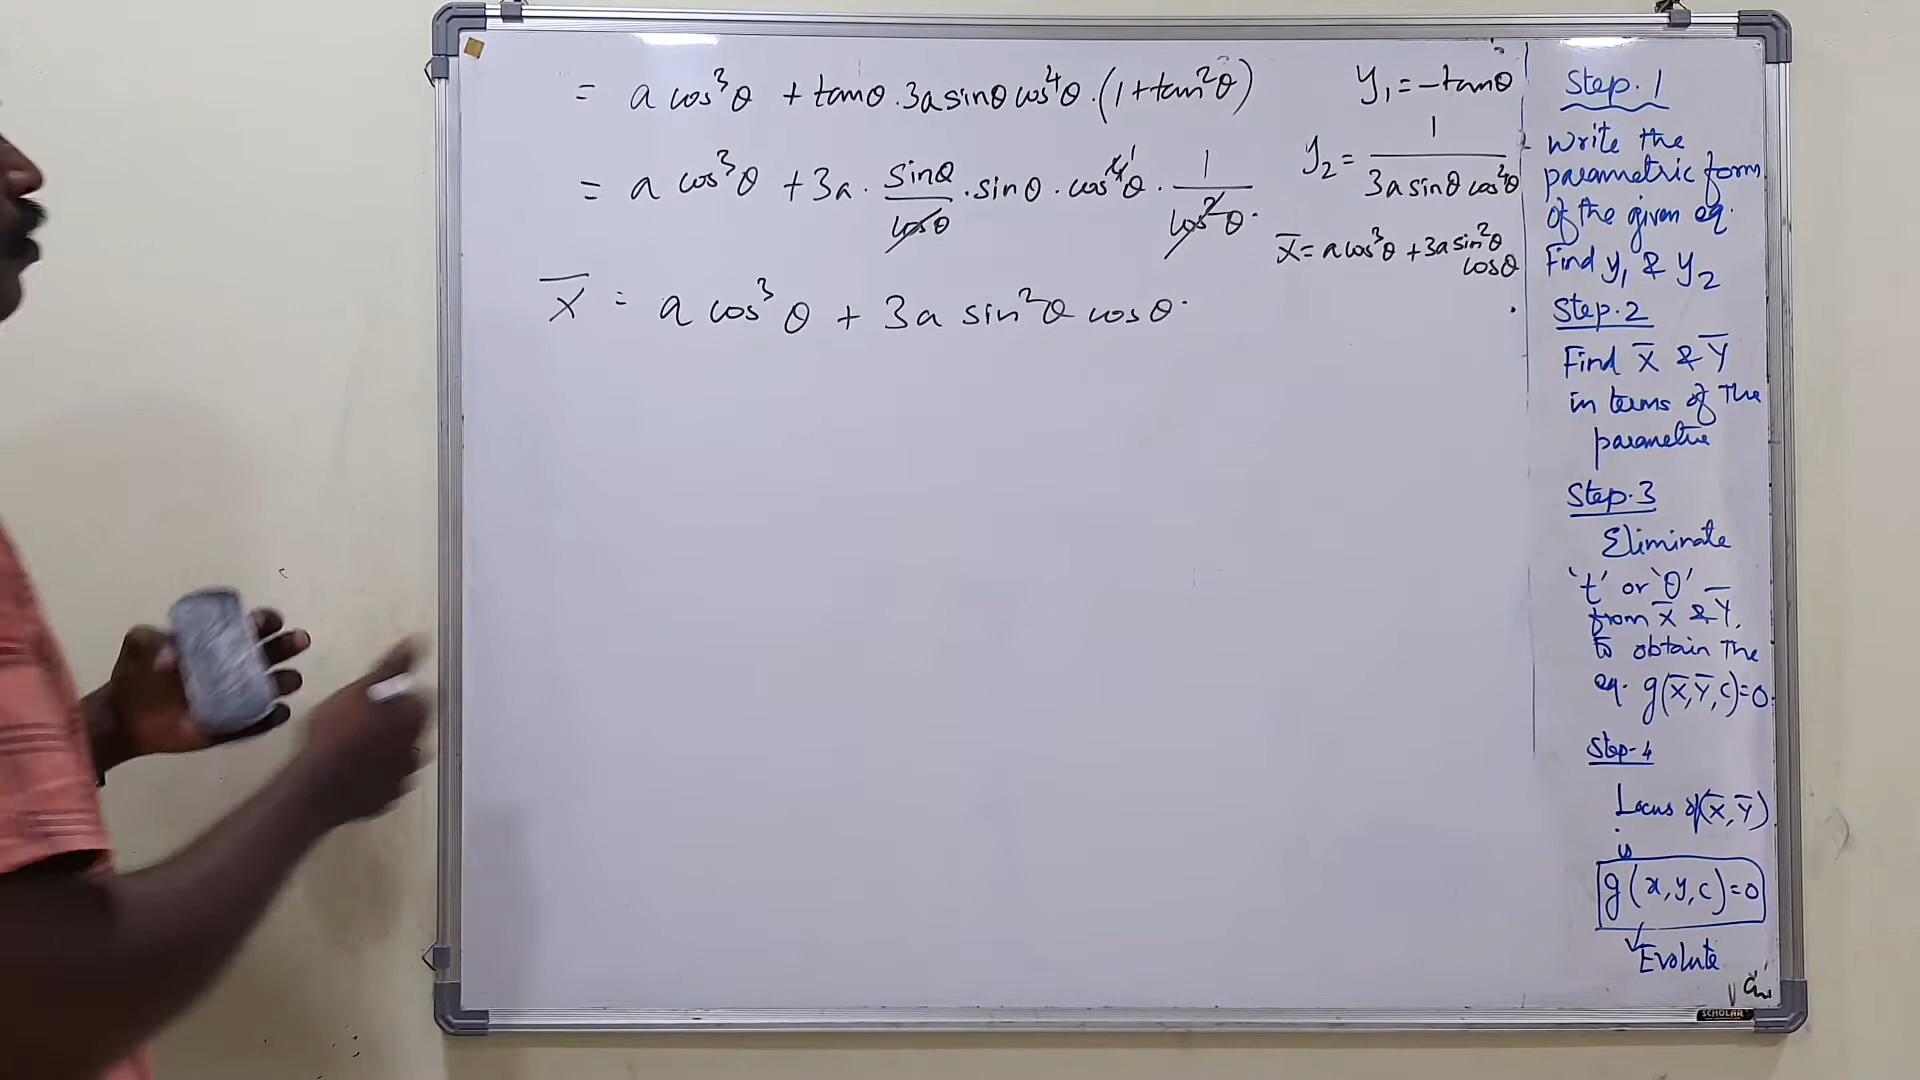 = a cos³θ + tanθ · 3a sinθ cos⁴θ · (1 + tan²θ)
= a cos³θ + 3a · sinθ/cosθ · sinθ · cos⁴θ · 1/cos²θ ·
X̅ = a cos³θ + 3a sin²θ cosθ ·
y₁ = −tanθ
y₂ = 1/(3a sinθ cos⁴θ)
X̅ = a cos³θ + 3a sin²θ
cosθ
Step.1
Write the
parametric form
of the given eq.
Find y₁ & y₂
Step.2
Find X̅ & Y̅
in terms of The
parametre
Step.3
Eliminate
't' or 'θ'
from X̅ & Y̅,
to obtain The
eq. g(X̅,Y̅,c)=0
Step-4
Locus of (X̅,Y̅)
is
g(x,y,c)=0
Evolute
SCHOLAR